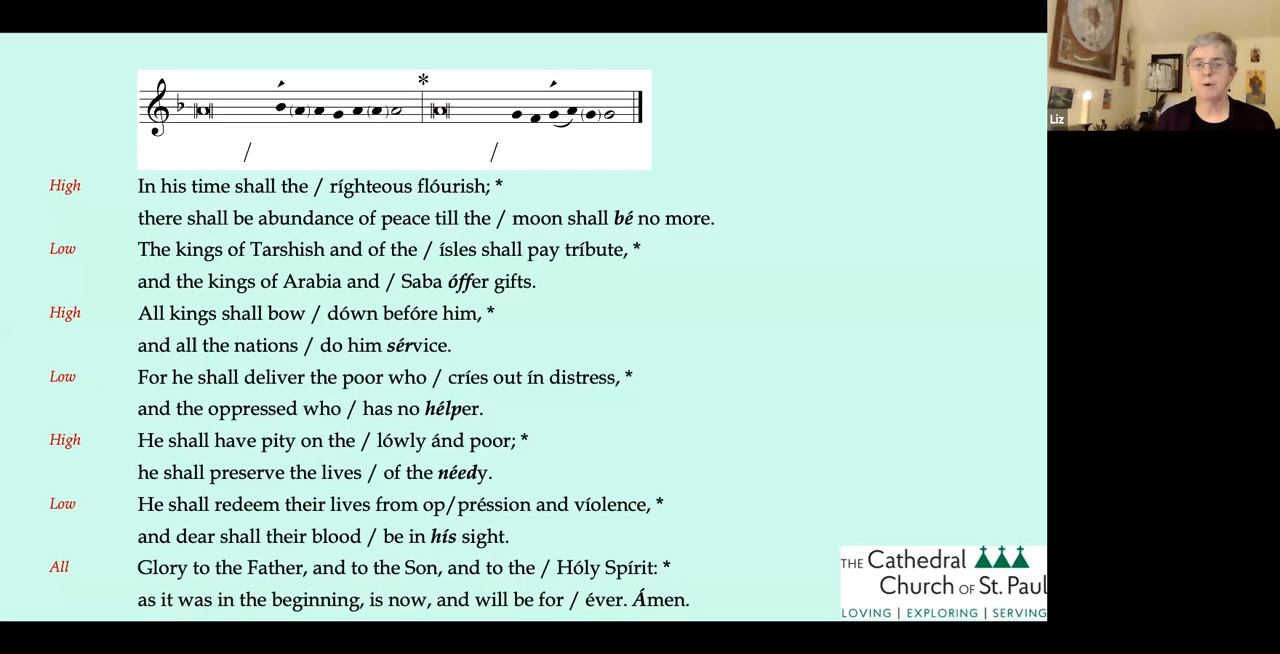 *
/ /
High In his time shall the / ríghteous flóurish; *
there shall be abundance of peace till the / moon shall bé no more.
Low The kings of Tarshish and of the / ísles shall pay tríbute, *
and the kings of Arabia and / Saba óffer gifts.
High All kings shall bow / dówn befóre him, *
and all the nations / do him sérvice.
Low For he shall deliver the poor who / críes out ín distress, *
and the oppressed who / has no hélper.
High He shall have pity on the / lówly ánd poor; *
he shall preserve the lives / of the néedy.
Low He shall redeem their lives from op/préssion and víolence, *
and dear shall their blood / be in hís sight.
All Glory to the Father, and to the Son, and to the / Hóly Spírit: *
as it was in the beginning, is now, and will be for / éver. Ámen.
THE Cathedral
Church OF St. Paul
LOVING | EXPLORING | SERVING
Liz